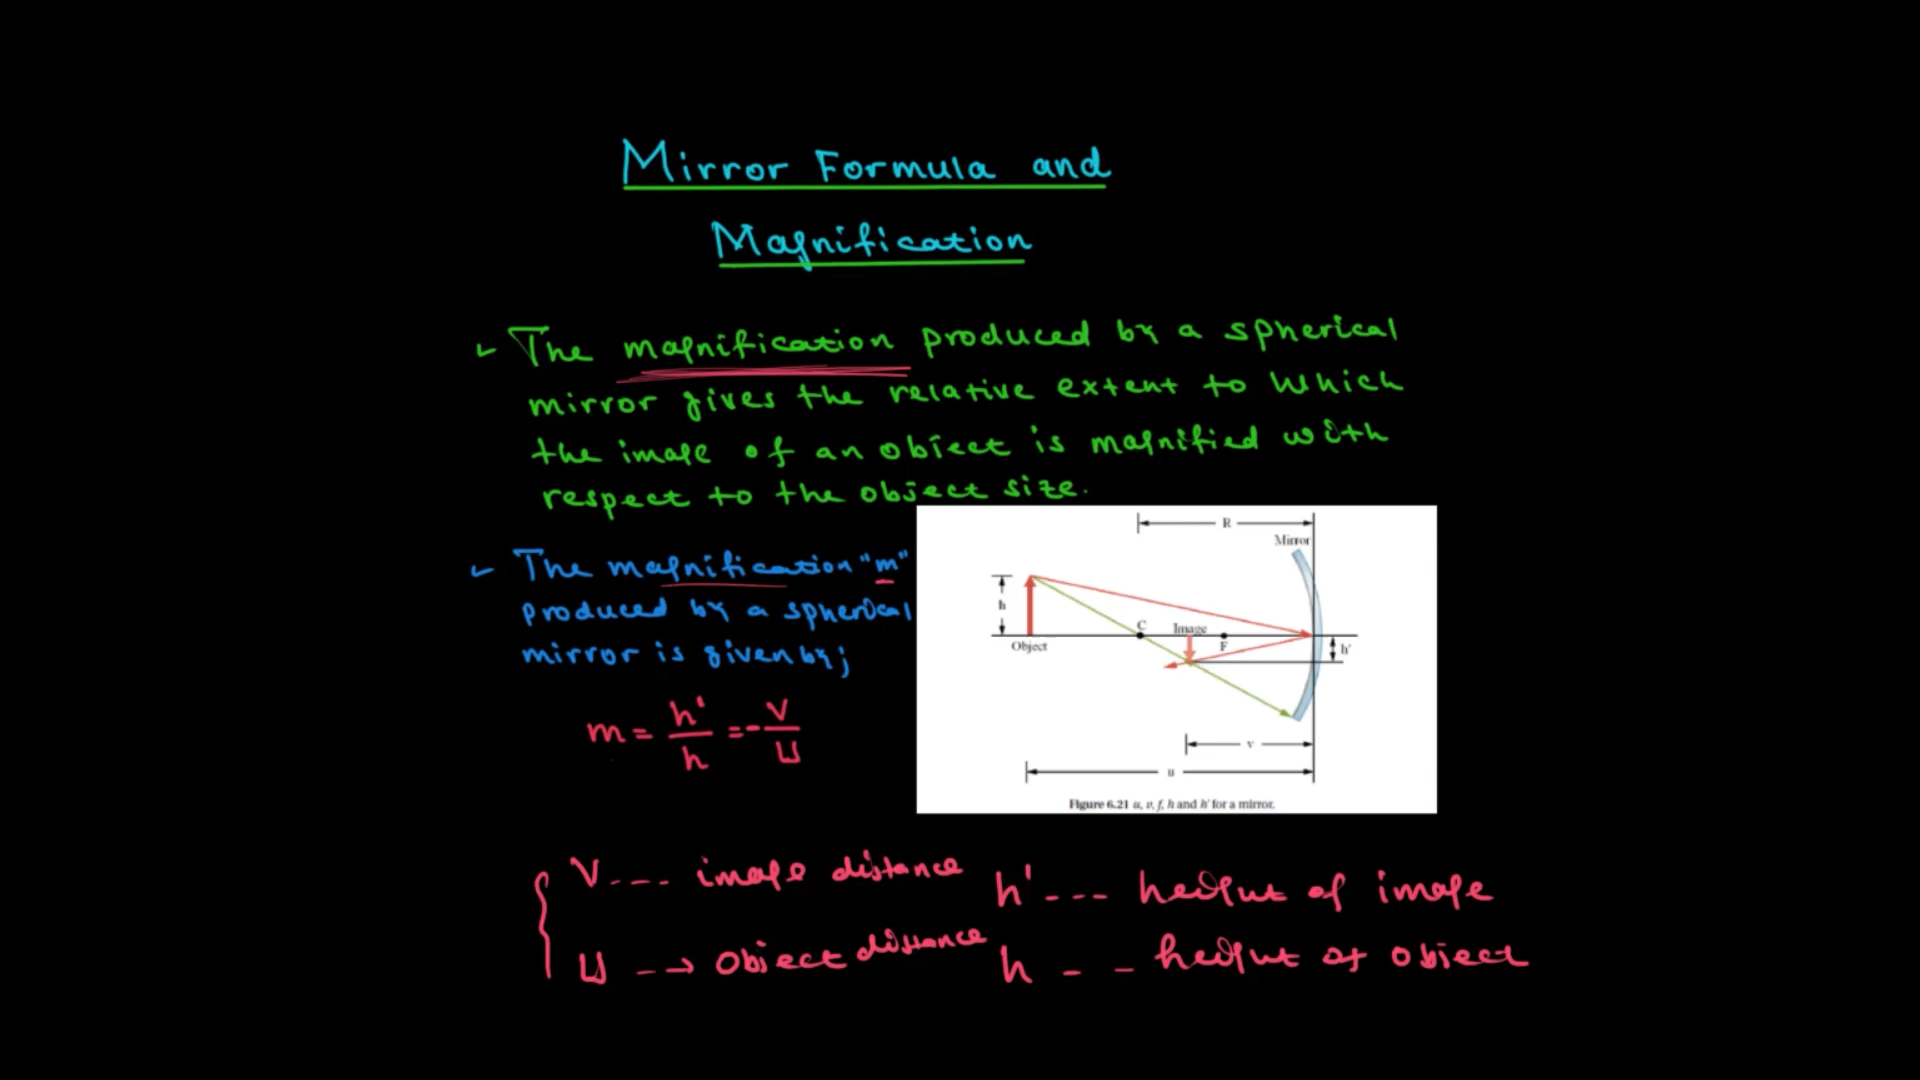 Mirror Formula and
Magnification
The magnification produced by a spherical
mirror gives the relative extent to which
the image of an object is magnified with
respect to the object size.
The magnification "m"
produced by a spherical
mirror is given by;
m = h'/h = -v/u
R
Mirror
h
C
Image
F
h'
Object
v
u
Figure 6.21 u, v, f, h and h' for a mirror.
v --- image distance
h' --- height of image
u --→ object distance
h - - height of object